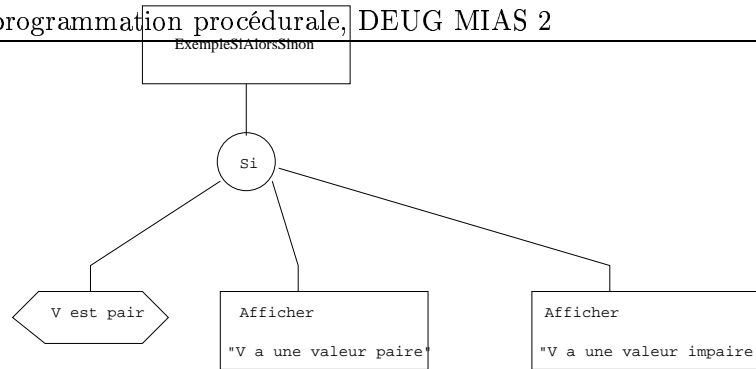 programmation procédurale, DEUG MIAS 2
ExempleSiAlorsSinon
Si
V est pair
Afficher
"V a une valeur paire"
Afficher
"V a une valeur impaire